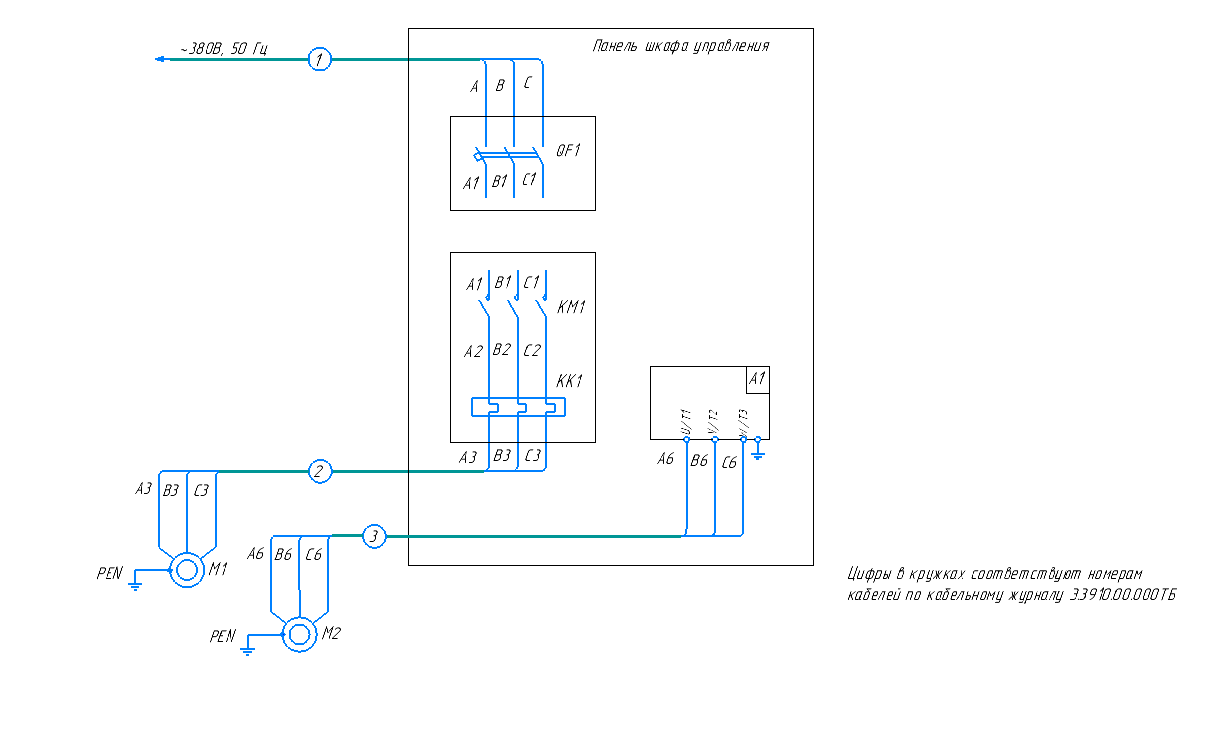 ~380В, 50 Гц
1
Панель шкафа управления
A B C
QF1
A1 B1 C1
A1 B1 C1
KM1
A2 B2 C2
KK1
A1
U/T1 V/T2 W/T3
A3 B3 C3
A6 B6 C6
2
A3 B3 C3
3
A6 B6 C6
PEN
M1
PEN
M2
Цифры в кружках соответствуют номерам
кабелей по кабельному журналу 3.3910.00.000ТБ